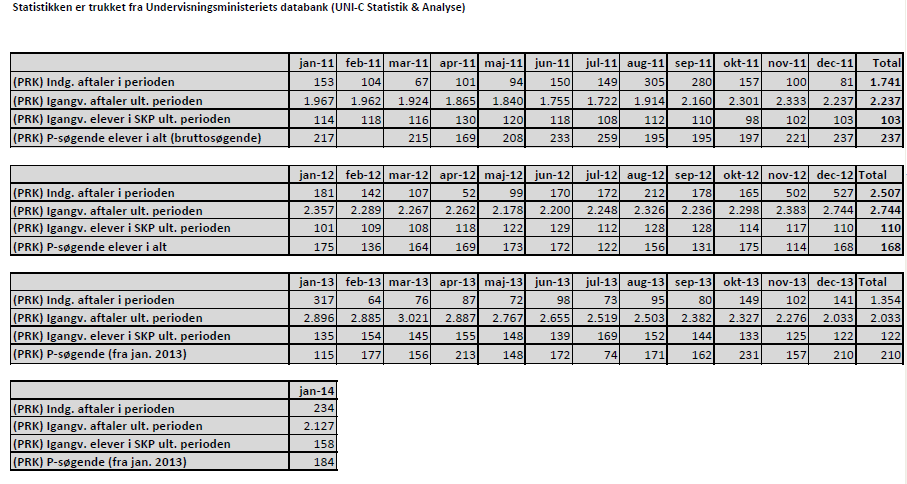 Statistikken er trukket fra Undervisningsministeriets databank (UNI-C Statistik & Analyse)
jan-11 feb-11 mar-11 apr-11 maj-11 jun-11 jul-11 aug-11 sep-11 okt-11 nov-11 dec-11 Total
(PRK) Indg. aftaler i perioden 153 104 67 101 94 150 149 305 280 157 100 81 1.741
(PRK) Igangv. aftaler ult. perioden 1.967 1.962 1.924 1.865 1.840 1.755 1.722 1.914 2.160 2.301 2.333 2.237 2.237
(PRK) Igangv. elever i SKP ult. perioden 114 118 116 130 120 118 108 112 110 98 102 103 103
(PRK) P-søgende elever i alt (bruttosøgende) 217 215 169 208 233 259 195 195 197 221 237 237
jan-12 feb-12 mar-12 apr-12 maj-12 jun-12 jul-12 aug-12 sep-12 okt-12 nov-12 dec-12 Total
(PRK) Indg. aftaler i perioden 181 142 107 52 99 170 172 212 178 165 502 527 2.507
(PRK) Igangv. aftaler ult. perioden 2.357 2.289 2.267 2.262 2.178 2.200 2.248 2.326 2.236 2.298 2.383 2.744 2.744
(PRK) Igangv. elever i SKP ult. perioden 101 109 108 118 122 129 112 128 128 114 117 110 110
(PRK) P-søgende elever i alt 175 136 164 169 173 172 122 156 131 175 114 168 168
jan-13 feb-13 mar-13 apr-13 maj-13 jun-13 jul-13 aug-13 sep-13 okt-13 nov-13 dec-13 Total
(PRK) Indg. aftaler i perioden 317 64 76 87 72 98 73 95 80 149 102 141 1.354
(PRK) Igangv. aftaler ult. perioden 2.896 2.885 3.021 2.887 2.767 2.655 2.519 2.503 2.382 2.327 2.276 2.033 2.033
(PRK) Igangv. elever i SKP ult. perioden 135 154 145 155 148 139 169 152 144 133 125 122 122
(PRK) P-søgende (fra jan. 2013) 115 177 156 213 148 172 74 171 162 231 157 210 210
jan-14
(PRK) Indg. aftaler i perioden 234
(PRK) Igangv. aftaler ult. perioden 2.127
(PRK) Igangv. elever i SKP ult. perioden 158
(PRK) P-søgende (fra jan. 2013) 184